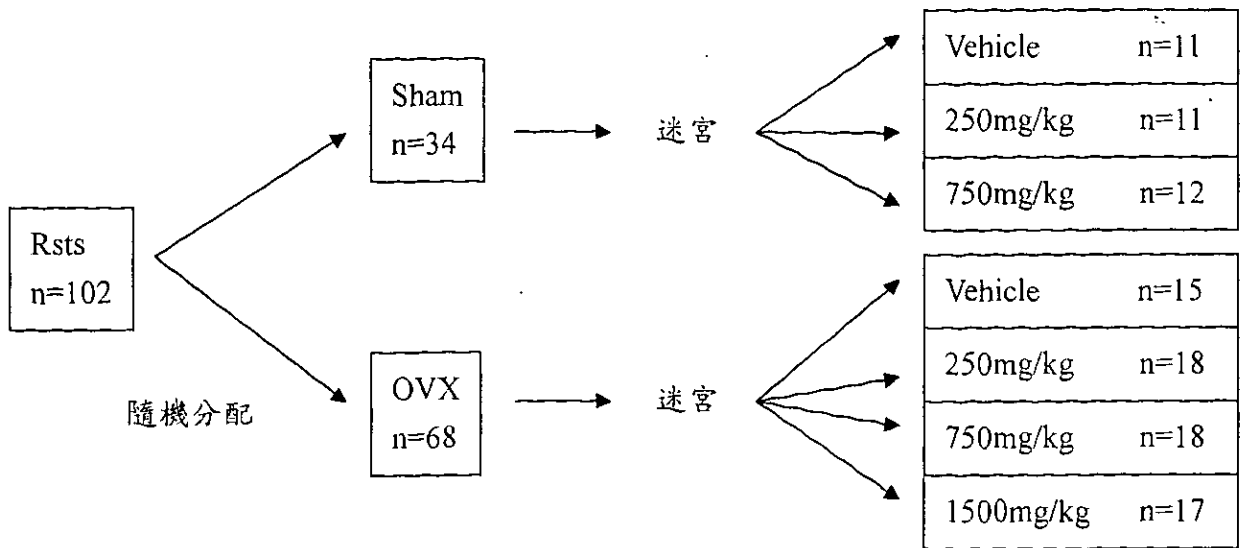 Rsts
n=102
隨機分配
Sham
n=34
迷宮
Vehicle n=11
250mg/kg n=11
750mg/kg n=12
OVX
n=68
迷宮
Vehicle n=15
250mg/kg n=18
750mg/kg n=18
1500mg/kg n=17